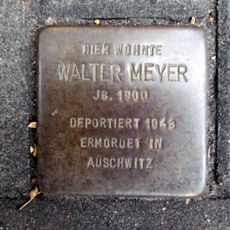 HIER WOHNTE
WALTER MEYER
JG. 1900
DEPORTIERT 1943
ERMORDET IN
AUSCHWITZ